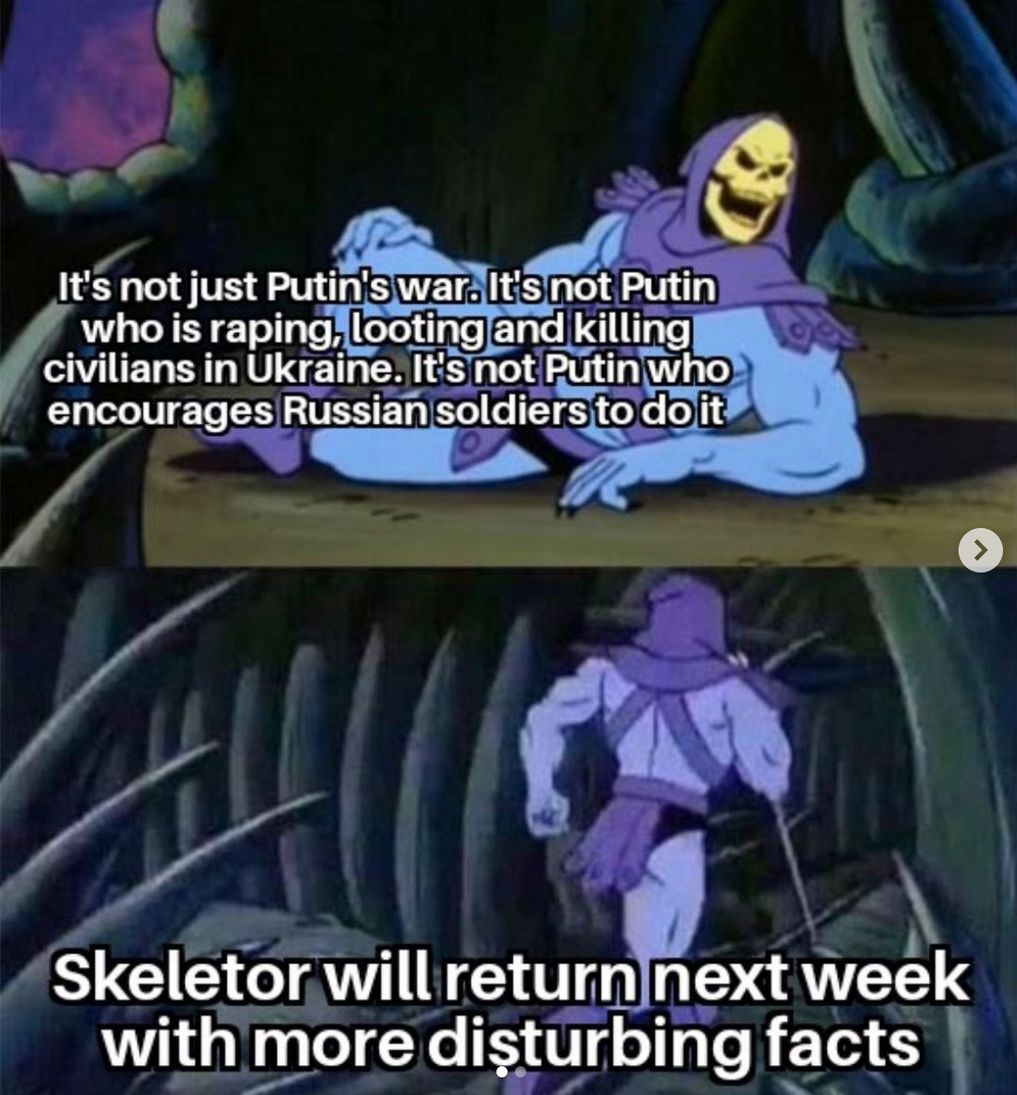 It's not just Putin's war. It's not Putin
who is raping, looting and killing
civilians in Ukraine. It's not Putin who
encourages Russian soldiers to do it
Skeletor will return next week
with more disturbing facts